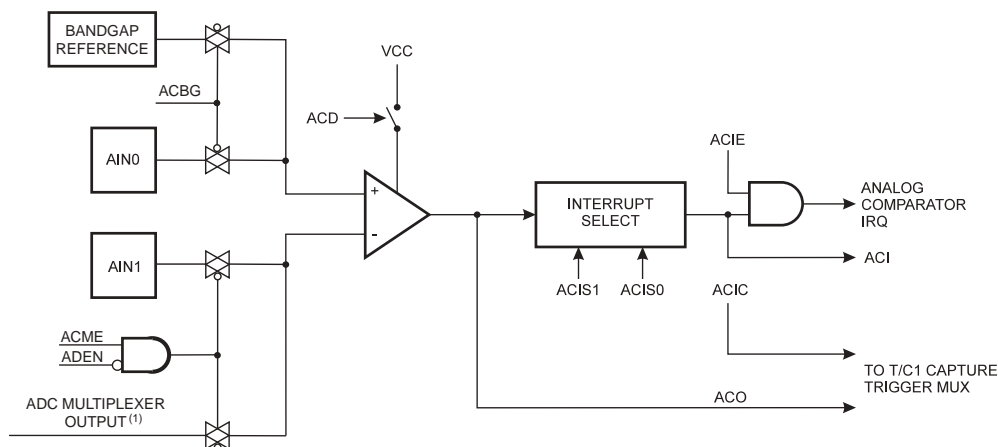 BANDGAP
REFERENCE
VCC
ACBG
ACD
AIN0
ACIE
+
INTERRUPT
SELECT
ANALOG
COMPARATOR
IRQ
-
AIN1
ACI
ACIS1 ACIS0 ACIC
ACME
ADEN
TO T/C1 CAPTURE
TRIGGER MUX
ACO
ADC MULTIPLEXER
OUTPUT (1)